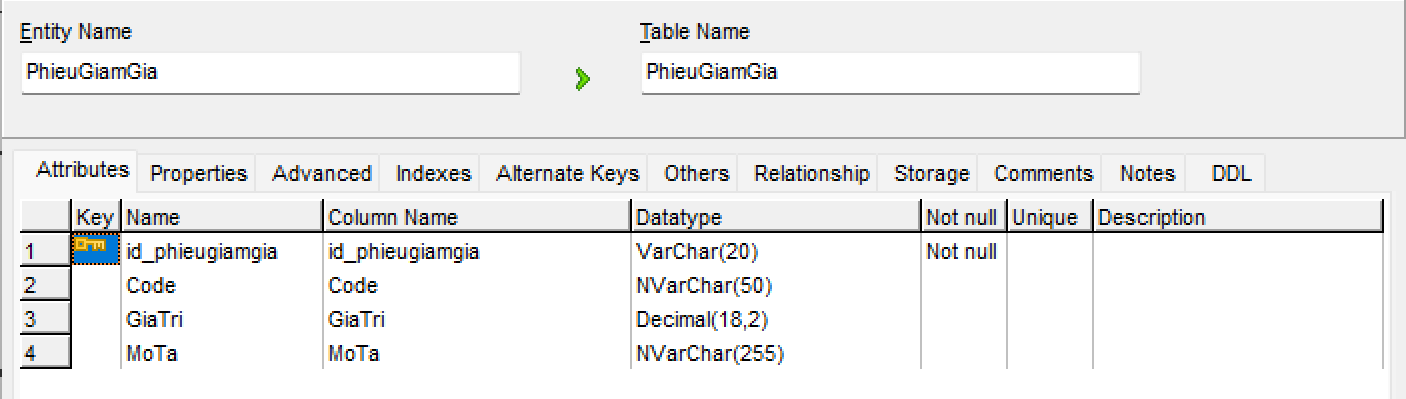 Entity Name Table Name
PhieuGiamGia PhieuGiamGia
Attributes Properties Advanced Indexes Alternate Keys Others Relationship Storage Comments Notes DDL
Key Name Column Name Datatype Not null Unique Description
1 id_phieugiamgia id_phieugiamgia VarChar(20) Not null
2 Code Code NVarChar(50)
3 GiaTri GiaTri Decimal(18,2)
4 MoTa MoTa NVarChar(255)